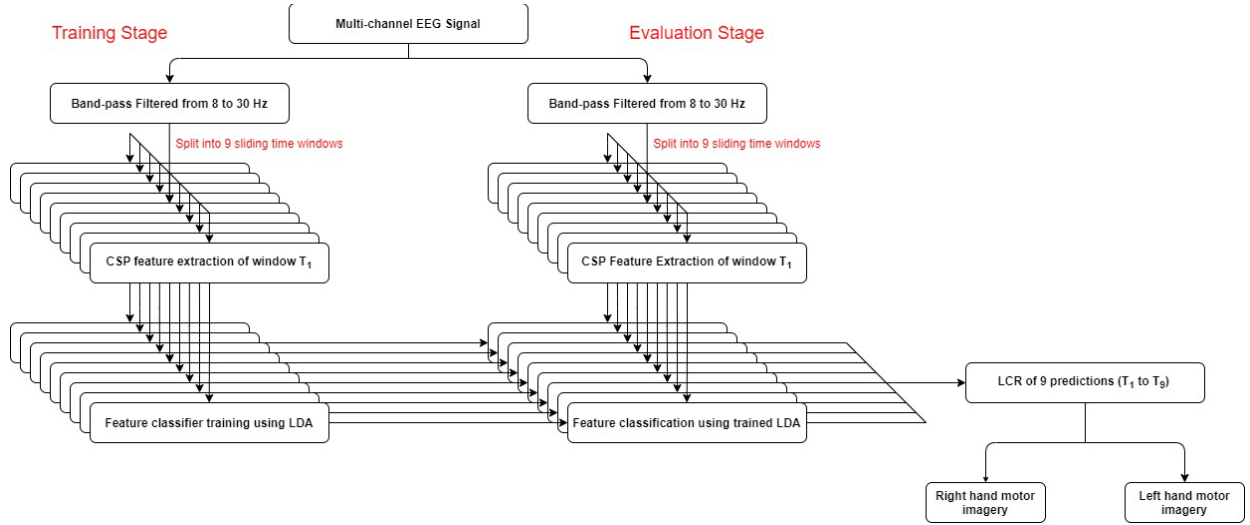 Multi-channel EEG Signal
Training Stage
Evaluation Stage
Band-pass Filtered from 8 to 30 Hz
Band-pass Filtered from 8 to 30 Hz
Split into 9 sliding time windows
Split into 9 sliding time windows
CSP feature extraction of window T₁
CSP Feature Extraction of window T₁
LCR of 9 predictions (T₁ to T₉)
Feature classifier training using LDA
Feature classification using trained LDA
Right hand motor
imagery
Left hand motor
imagery